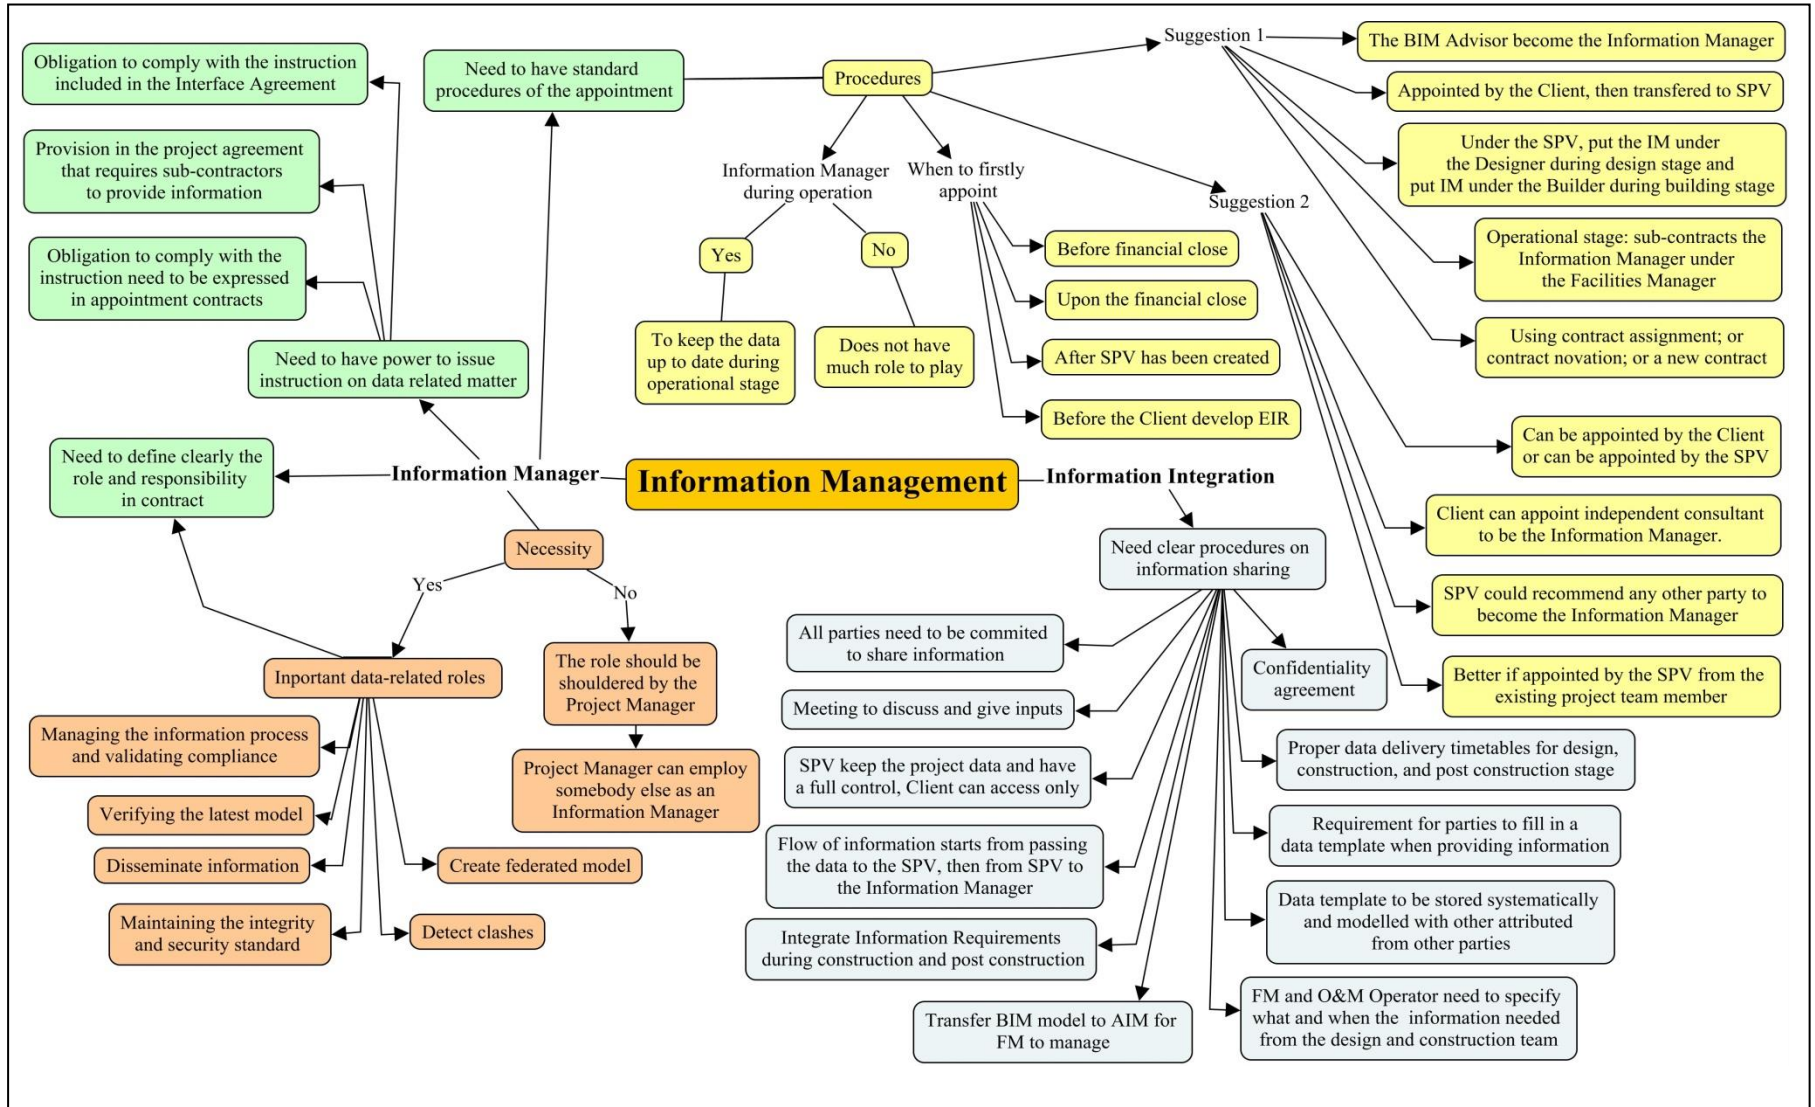 Obligation to comply with the instruction
included in the Interface Agreement
Provision in the project agreement
that requires sub-contractors
to provide information
Obligation to comply with the
instruction need to be expressed
in appointment contracts
Need to have power to issue
instruction on data related matter
Need to define clearly the
role and responsibility
in contract
Need to have standard
procedures of the appointment
Procedures
Information Manager
during operation
Yes
No
To keep the data
up to date during
operational stage
Does not have
much role to play
When to firstly
appoint
Before financial close
Upon the financial close
After SPV has been created
Before the Client develop EIR
Suggestion 1
The BIM Advisor become the Information Manager
Appointed by the Client, then transfered to SPV
Under the SPV, put the IM under
the Designer during design stage and
put IM under the Builder during building stage
Operational stage: sub-contracts the
Information Manager under
the Facilities Manager
Using contract assignment; or
contract novation; or a new contract
Suggestion 2
Can be appointed by the Client
or can be appointed by the SPV
Client can appoint independent consultant
to be the Information Manager.
SPV could recommend any other party to
become the Information Manager
Better if appointed by the SPV from the
existing project team member
Information Manager
Information Management
Information Integration
Necessity
Yes
No
Inportant data-related roles
Managing the information process
and validating compliance
Verifying the latest model
Disseminate information
Maintaining the integrity
and security standard
Create federated model
Detect clashes
The role should be
shouldered by the
Project Manager
Project Manager can employ
somebody else as an
Information Manager
Need clear procedures on
information sharing
All parties need to be commited
to share information
Meeting to discuss and give inputs
SPV keep the project data and have
a full control, Client can access only
Flow of information starts from passing
the data to the SPV, then from SPV to
the Information Manager
Integrate Information Requirements
during construction and post construction
Transfer BIM model to AIM for
FM to manage
Confidentiality
agreement
Proper data delivery timetables for design,
construction, and post construction stage
Requirement for parties to fill in a
data template when providing information
Data template to be stored systematically
and modelled with other attributed
from other parties
FM and O&M Operator need to specify
what and when the information needed
from the design and construction team